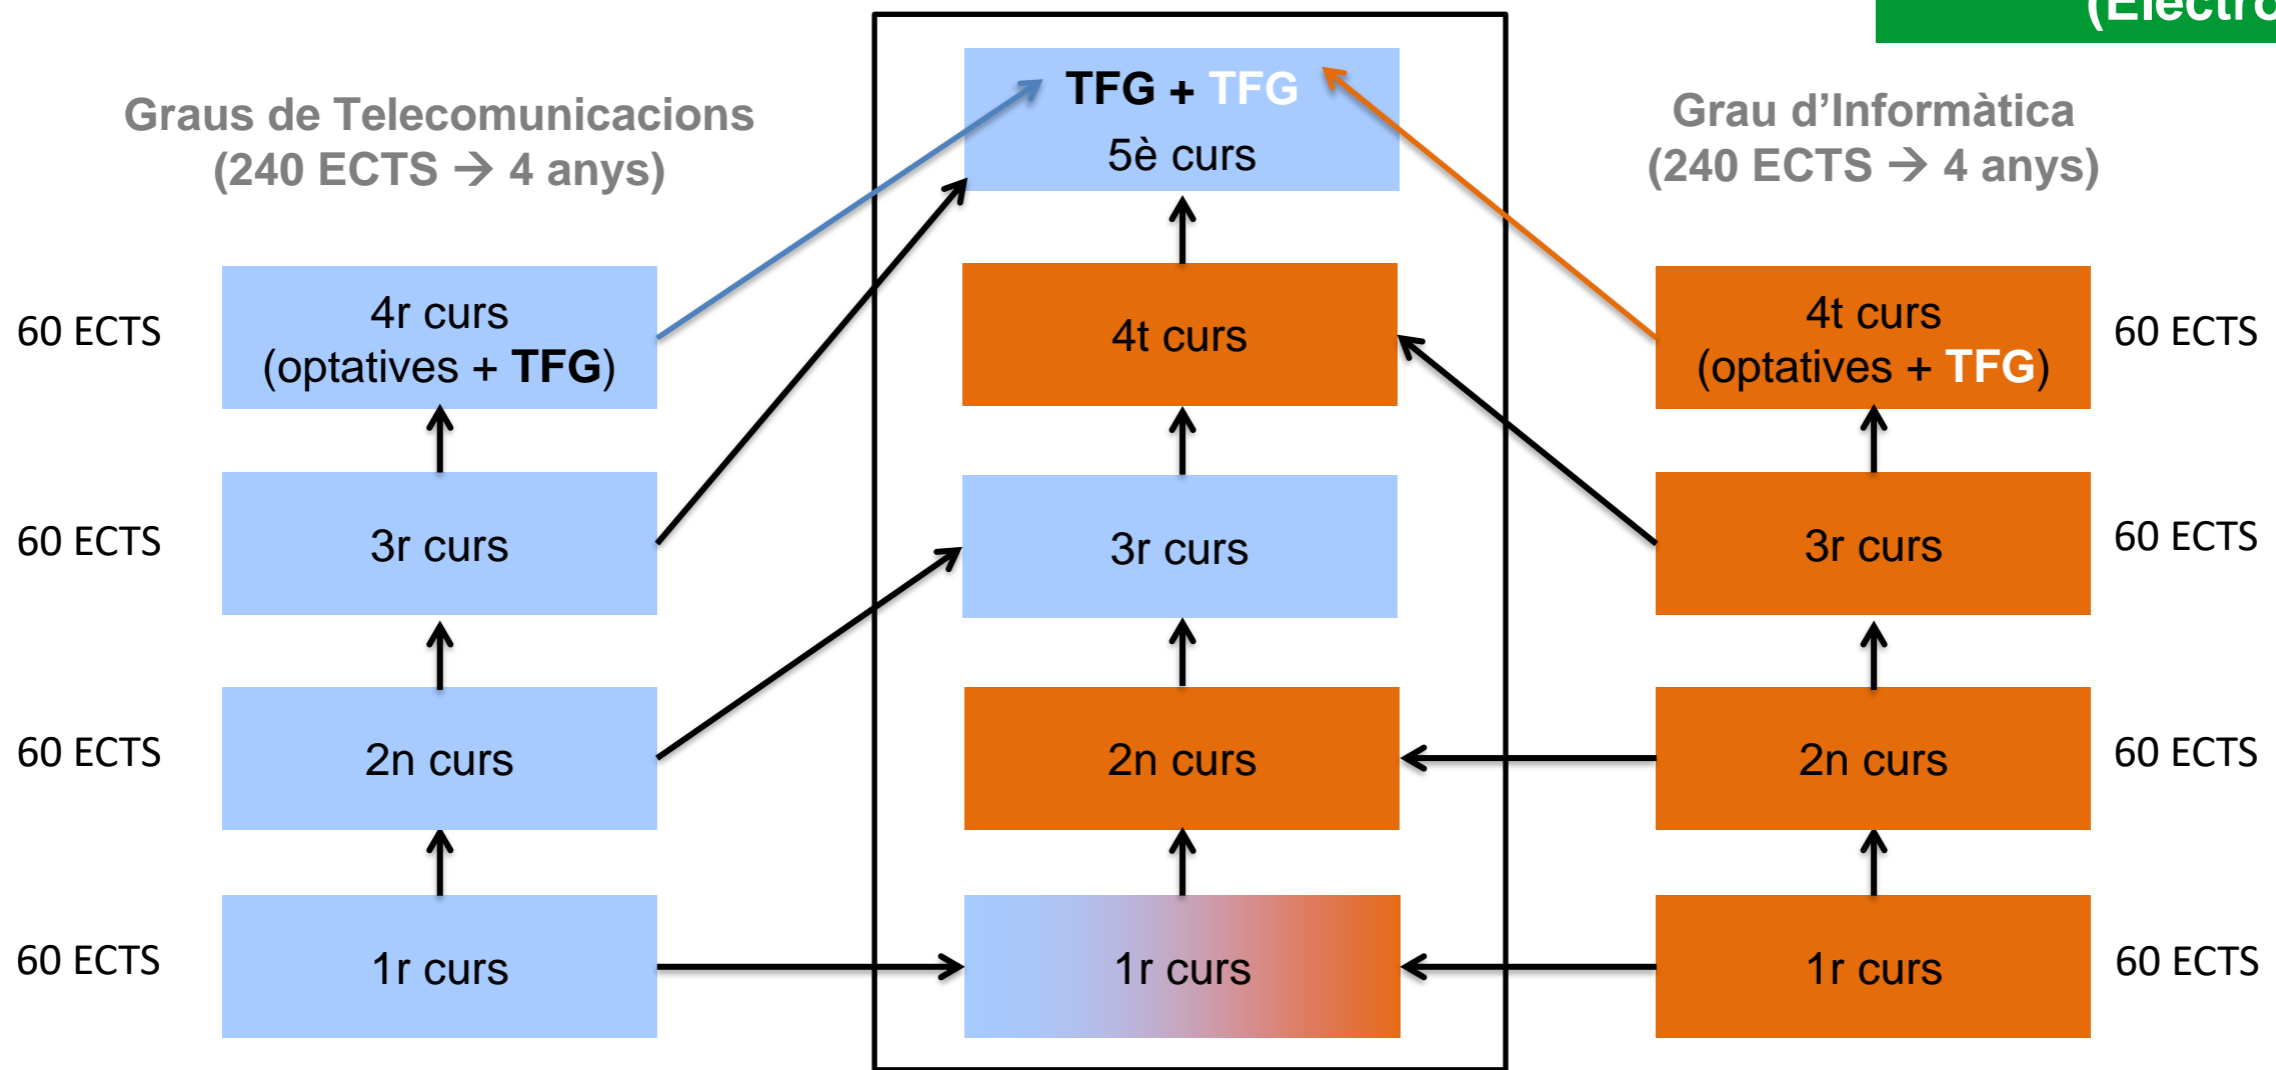 Graus de Telecomunicacions
(240 ECTS → 4 anys)
60 ECTS
4r curs
(optatives + TFG)
60 ECTS
3r curs
60 ECTS
2n curs
60 ECTS
1r curs
TFG + TFG
5è curs
4t curs
3r curs
2n curs
1r curs
Grau d’Informàtica
(240 ECTS → 4 anys)
4t curs
(optatives + TFG)
60 ECTS
3r curs
60 ECTS
2n curs
60 ECTS
1r curs
60 ECTS